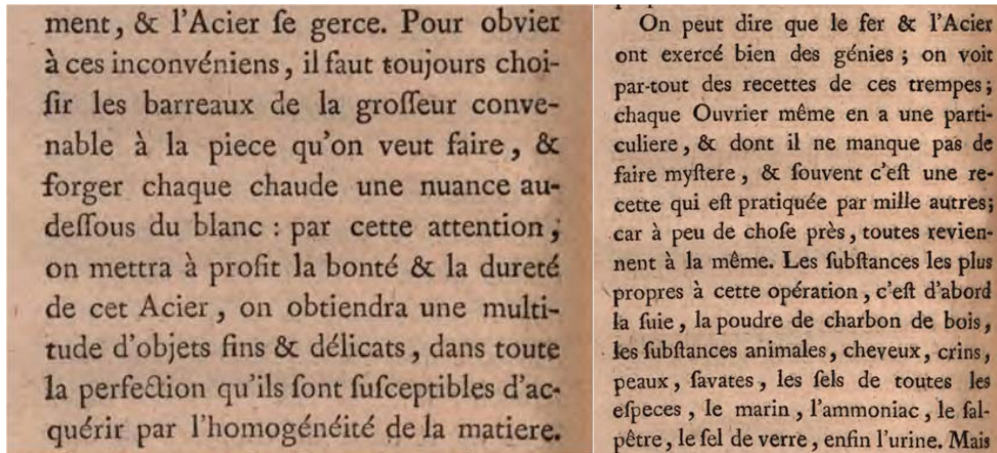 ment, & l'Acier ſe gerce. Pour obvier
à ces inconvéniens, il faut toujours choi-
ſir les barreaux de la groſſeur conve-
nable à la piece qu'on veut faire, &
forger chaque chaude une nuance au-
deſſous du blanc : par cette attention ;
on mettra à profit la bonté & la dureté
de cet Acier, on obtiendra une multi-
tude d'objets fins & délicats, dans toute
la perfection qu'ils ſont ſuſceptibles d'ac-
quérir par l'homogénéité de la matiere.
On peut dire que le fer & l'Acier
ont exercé bien des génies ; on voit
par-tout des recettes de ces trempes ;
chaque Ouvrier même en a une parti-
culiere, & dont il ne manque pas de
faire myſtere, & ſouvent c'eſt une re-
cette qui eſt pratiquée par mille autres ;
car à peu de choſe près, toutes revien-
nent à la même. Les ſubſtances les plus
propres à cette opération, c'eſt d'abord
la ſuie, la poudre de charbon de bois,
les ſubſtances animales, cheveux, crins,
peaux, ſavates, les ſels de toutes les
eſpeces, le marin, l'ammoniac, le ſal-
pêtre, le ſel de verre, enfin l'urine. Mais